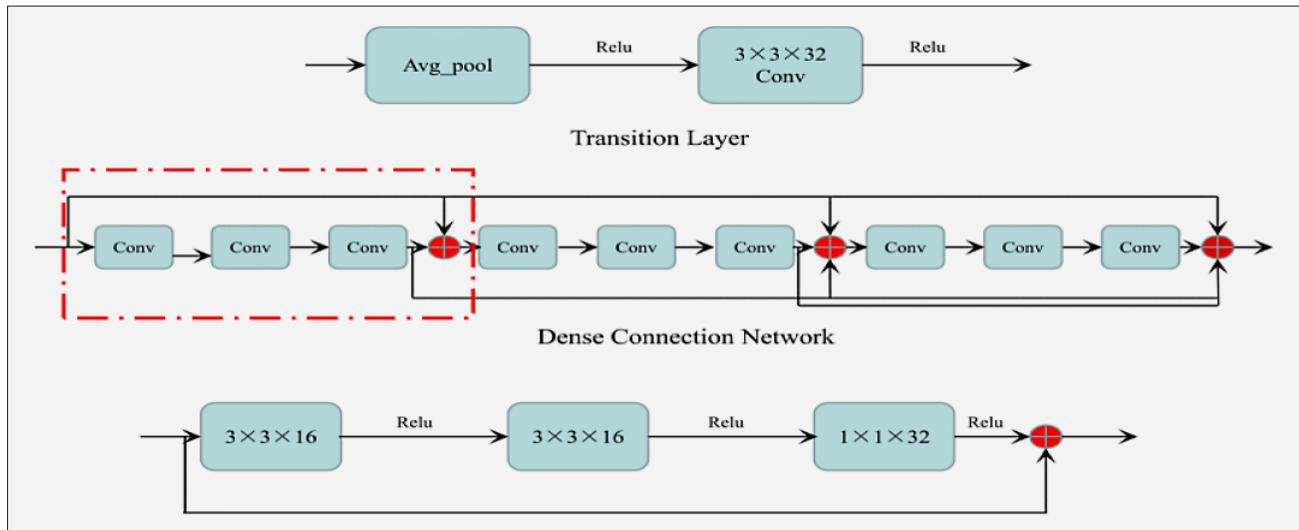 Avg_pool
Relu
3×3×32
Conv
Relu
Transition Layer
Conv
Conv
Conv
Conv
Conv
Conv
Conv
Conv
Conv
Dense Connection Network
3×3×16
Relu
3×3×16
Relu
1×1×32
Relu